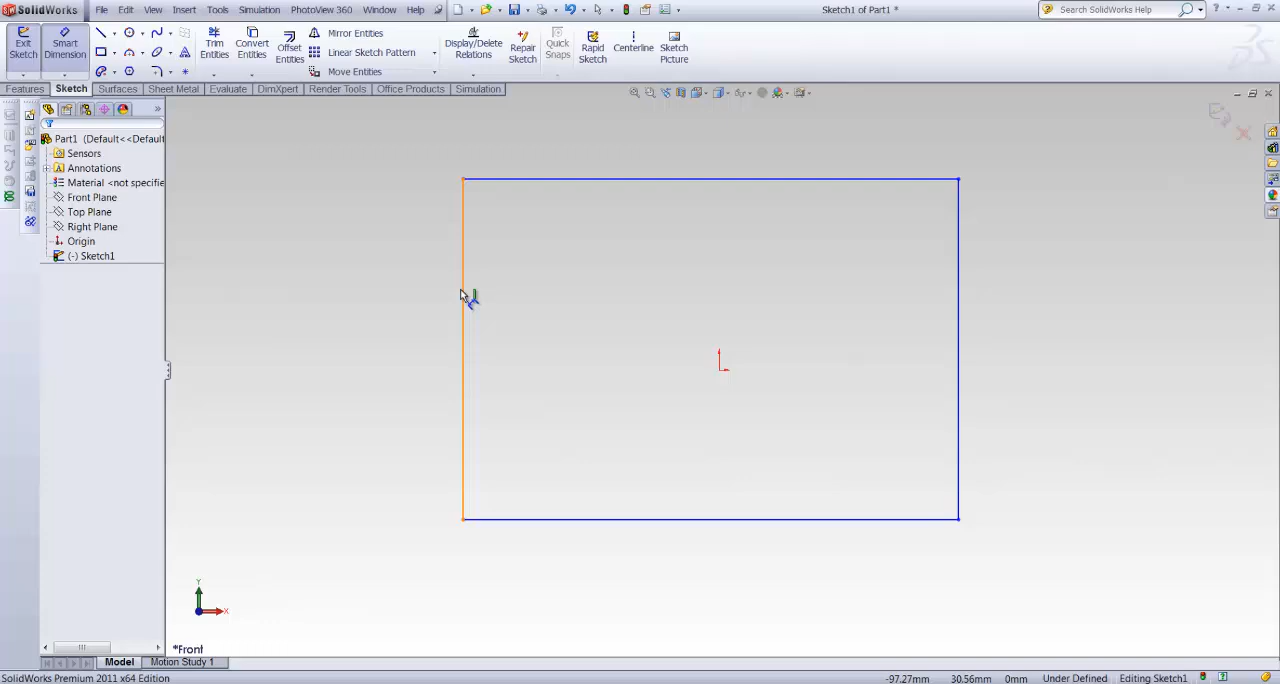 SolidWorks File Edit View Insert Tools Simulation PhotoView 360 Window Help Sketch1 of Part1 * Search SolidWorks Help
Exit Sketch
Smart Dimension
Trim Entities
Convert Entities
Offset Entities
Mirror Entities
Linear Sketch Pattern
Move Entities
Display/Delete Relations
Repair Sketch
Quick Snaps
Rapid Sketch
Centerline
Sketch Picture
Features Sketch Surfaces Sheet Metal Evaluate DimXpert Render Tools Office Products Simulation
Part1 (Default<<Default
Sensors
Annotations
Material <not specifie
Front Plane
Top Plane
Right Plane
Origin
(-) Sketch1
Y
X
*Front
Model Motion Study 1
SolidWorks Premium 2011 x64 Edition -97.27mm 30.56mm 0mm Under Defined Editing Sketch1